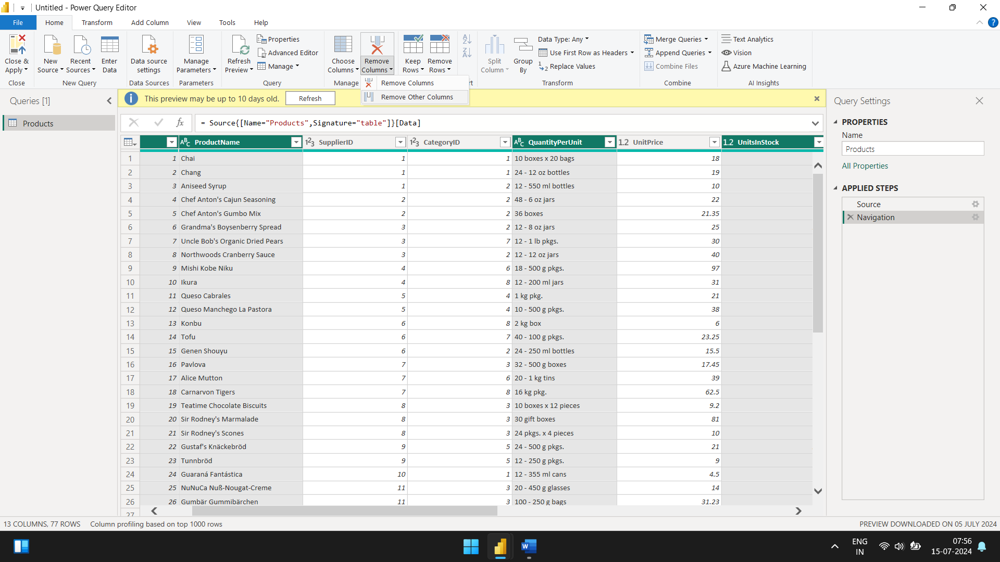 Untitled - Power Query Editor
File Home Transform Add Column View Tools Help
Close & Apply
New Source
Recent Sources
Enter Data
Data source settings
Manage Parameters
Refresh Preview
Properties
Advanced Editor
Manage
Choose Columns
Remove Columns
Keep Rows
Remove Rows
Split Column
Group By
Data Type: Any
Use First Row as Headers
Replace Values
Merge Queries
Append Queries
Combine Files
Text Analytics
Vision
Azure Machine Learning
Close New Query Data Sources Parameters Query Manage rt Transform Combine AI Insights
Remove Columns
Remove Other Columns
Queries [1]
Products
This preview may be up to 10 days old. Refresh
fx = Source{[Name="Products",Signature="table"]}[Data]
ABC ProductName 123 SupplierID 123 CategoryID ABC QuantityPerUnit 1.2 UnitPrice 1.2 UnitsInStock
1 1 Chai 1 1 10 boxes x 20 bags 18
2 2 Chang 1 1 24 - 12 oz bottles 19
3 3 Aniseed Syrup 1 2 12 - 550 ml bottles 10
4 4 Chef Anton's Cajun Seasoning 2 2 48 - 6 oz jars 22
5 5 Chef Anton's Gumbo Mix 2 2 36 boxes 21.35
6 6 Grandma's Boysenberry Spread 3 2 12 - 8 oz jars 25
7 7 Uncle Bob's Organic Dried Pears 3 7 12 - 1 lb pkgs. 30
8 8 Northwoods Cranberry Sauce 3 2 12 - 12 oz jars 40
9 9 Mishi Kobe Niku 4 6 18 - 500 g pkgs. 97
10 10 Ikura 4 8 12 - 200 ml jars 31
11 11 Queso Cabrales 5 4 1 kg pkg. 21
12 12 Queso Manchego La Pastora 5 4 10 - 500 g pkgs. 38
13 13 Konbu 6 8 2 kg box 6
14 14 Tofu 6 7 40 - 100 g pkgs. 23.25
15 15 Genen Shouyu 6 2 24 - 250 ml bottles 15.5
16 16 Pavlova 7 3 32 - 500 g boxes 17.45
17 17 Alice Mutton 7 6 20 - 1 kg tins 39
18 18 Carnarvon Tigers 7 8 16 kg pkg. 62.5
19 19 Teatime Chocolate Biscuits 8 3 10 boxes x 12 pieces 9.2
20 20 Sir Rodney's Marmalade 8 3 30 gift boxes 81
21 21 Sir Rodney's Scones 8 3 24 pkgs. x 4 pieces 10
22 22 Gustaf's Knäckebröd 9 5 24 - 500 g pkgs. 21
23 23 Tunnbröd 9 5 12 - 250 g pkgs. 9
24 24 Guaraná Fantástica 10 1 12 - 355 ml cans 4.5
25 25 NuNuCa Nuß-Nougat-Creme 11 3 20 - 450 g glasses 14
26 26 Gumbär Gummibärchen 11 3 100 - 250 g bags 31.23
27
Query Settings
PROPERTIES
Name
Products
All Properties
APPLIED STEPS
Source
Navigation
13 COLUMNS, 77 ROWS Column profiling based on top 1000 rows PREVIEW DOWNLOADED ON 05 JULY 2024
ENG
IN
07:56
15-07-2024